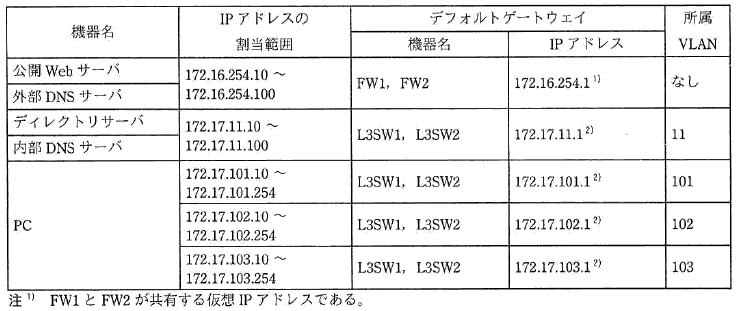 機器名 IPアドレスの割当範囲 デフォルトゲートウェイ 所属VLAN
機器名 IPアドレス
公開Webサーバ 172.16.254.10 ～ 172.16.254.100 FW1, FW2 172.16.254.1 1) なし
外部DNSサーバ
ディレクトリサーバ 172.17.11.10 ～ 172.17.11.100 L3SW1, L3SW2 172.17.11.1 2) 11
内部DNSサーバ
PC 172.17.101.10 ～ 172.17.101.254 L3SW1, L3SW2 172.17.101.1 2) 101
172.17.102.10 ～ 172.17.102.254 L3SW1, L3SW2 172.17.102.1 2) 102
172.17.103.10 ～ 172.17.103.254 L3SW1, L3SW2 172.17.103.1 2) 103
注 1) FW1とFW2が共有する仮想IPアドレスである。